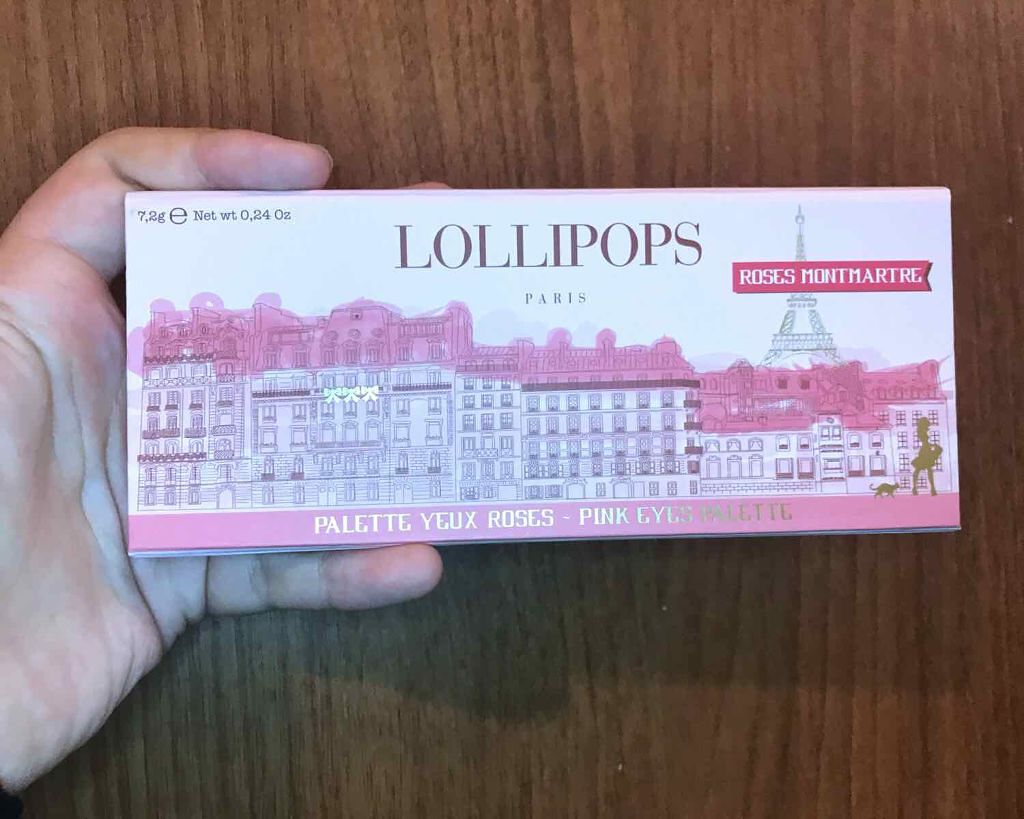 7,2g ℮ Net wt 0,24 Oz
LOLLIPOPS
PARIS
ROSES MONTMARTRE
PALETTE YEUX ROSES - PINK EYES PALETTE